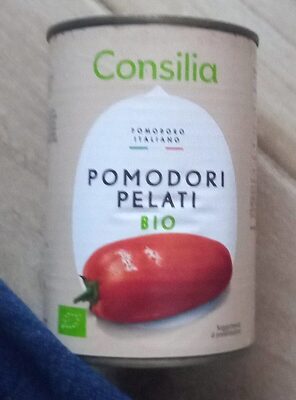 Consilia
POMODORO
ITALIANO
POMODORI
PELATI
BIO